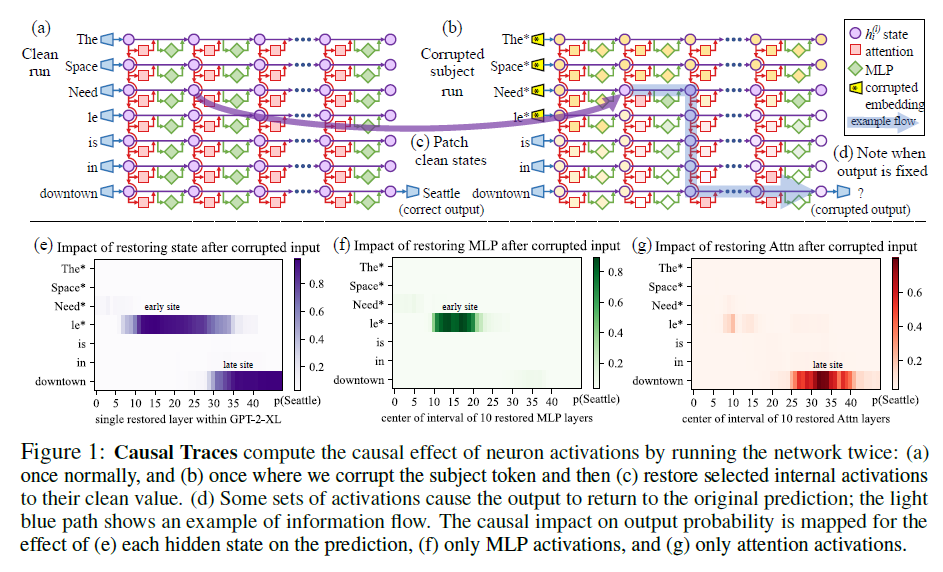 (a)
Clean
run
The
Space
Need
le
is
in
downtown
Seattle
(correct output)
(b)
Corrupted
subject
run
The*
Space*
Need*
le*
is
in
downtown
(c) Patch
clean states
?
(corrupted output)
(d) Note when
output is fixed
h_i^(l) state
attention
MLP
corrupted
embedding
example flow
(e) Impact of restoring state after corrupted input
The*
Space*
Need*
le*
is
in
downtown
early site
late site
0 5 10 15 20 25 30 35 40
0.8
0.6
0.4
0.2
p(Seattle)
single restored layer within GPT-2-XL
(f) Impact of restoring MLP after corrupted input
The*
Space*
Need*
le*
is
in
downtown
early site
0 5 10 15 20 25 30 35 40
0.8
0.6
0.4
0.2
p(Seattle)
center of interval of 10 restored MLP layers
(g) Impact of restoring Attn after corrupted input
The*
Space*
Need*
le*
is
in
downtown
late site
0 5 10 15 20 25 30 35 40
0.6
0.4
0.2
p(Seattle)
center of interval of 10 restored Attn layers
Figure 1: Causal Traces compute the causal effect of neuron activations by running the network twice: (a)
once normally, and (b) once where we corrupt the subject token and then (c) restore selected internal activations
to their clean value. (d) Some sets of activations cause the output to return to the original prediction; the light
blue path shows an example of information flow. The causal impact on output probability is mapped for the
effect of (e) each hidden state on the prediction, (f) only MLP activations, and (g) only attention activations.